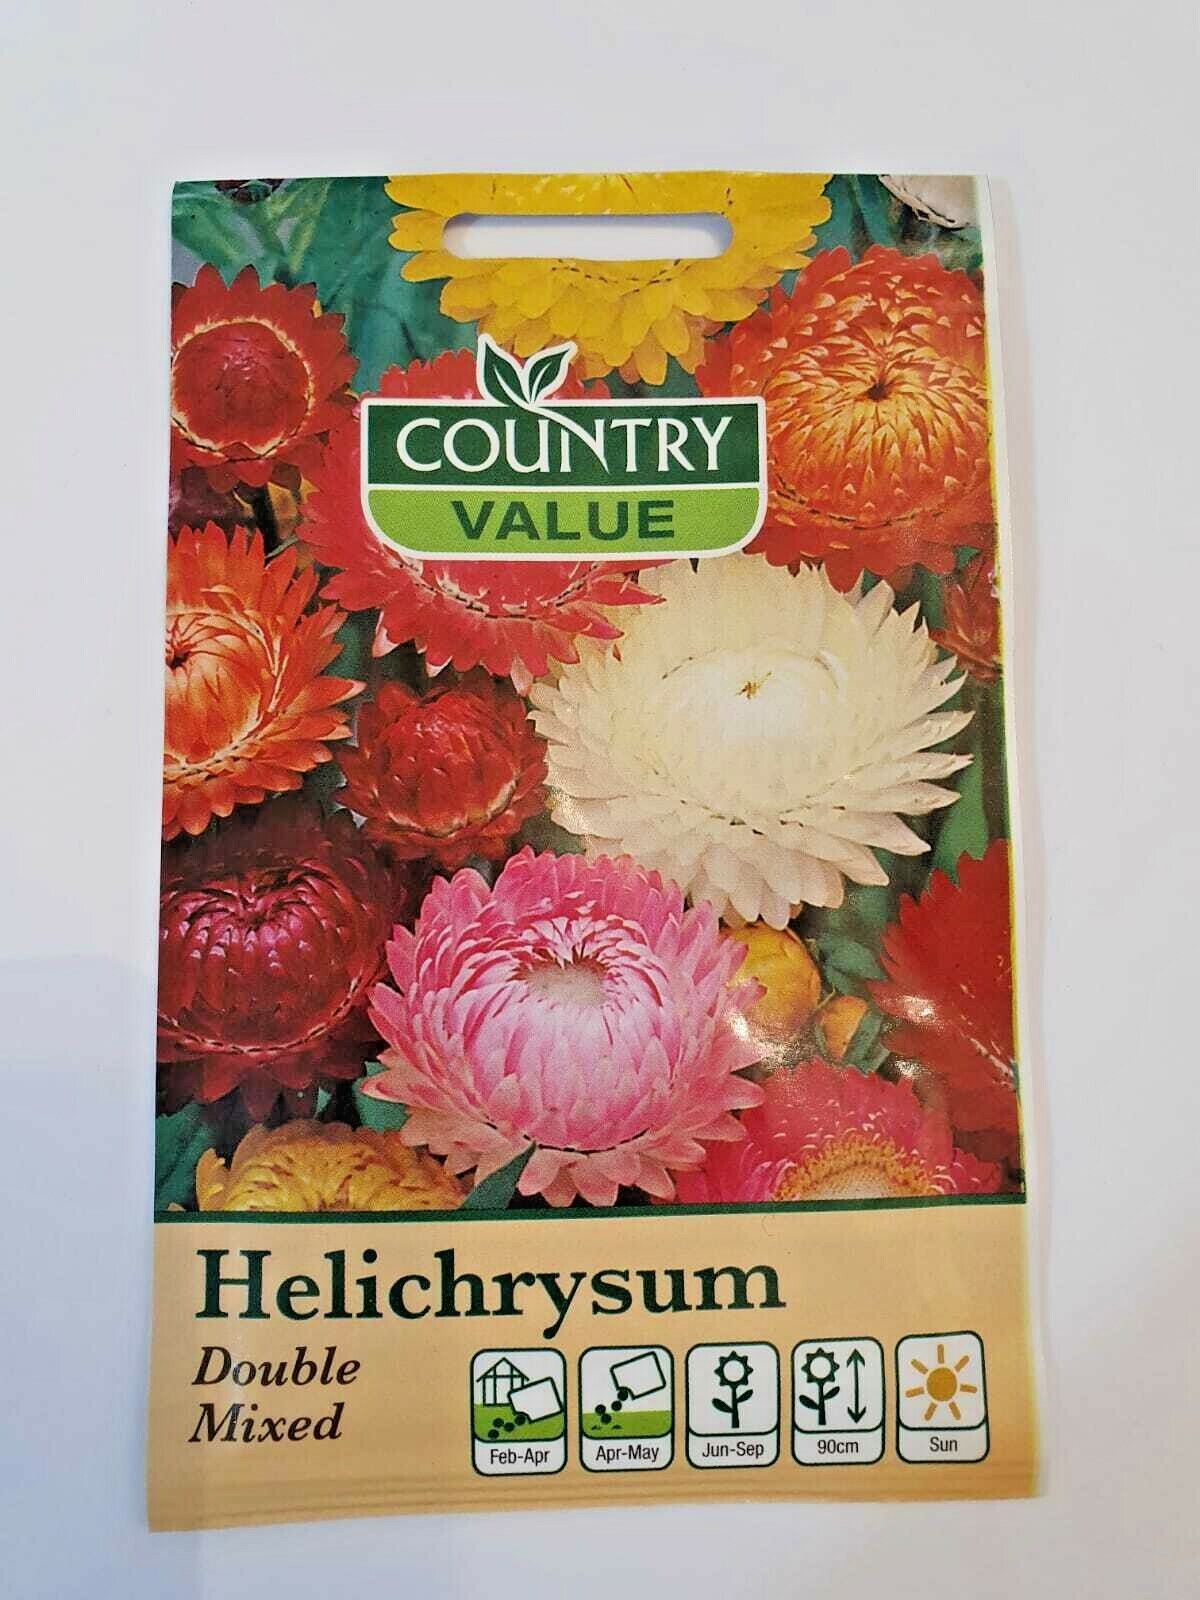 COUNTRY
VALUE
Helichrysum
Double
Mixed
Feb-Apr
Apr-May
Jun-Sep
90cm
Sun